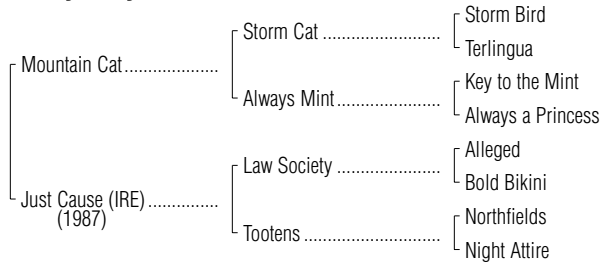 Storm Bird
Storm Cat ........................
Terlingua
Mountain Cat....................
Key to the Mint
Always Mint.....................
Always a Princess
Alleged
Law Society .....................
Bold Bikini
Just Cause (IRE)...............
(1987)
Northfields
Tootens ............................
Night Attire